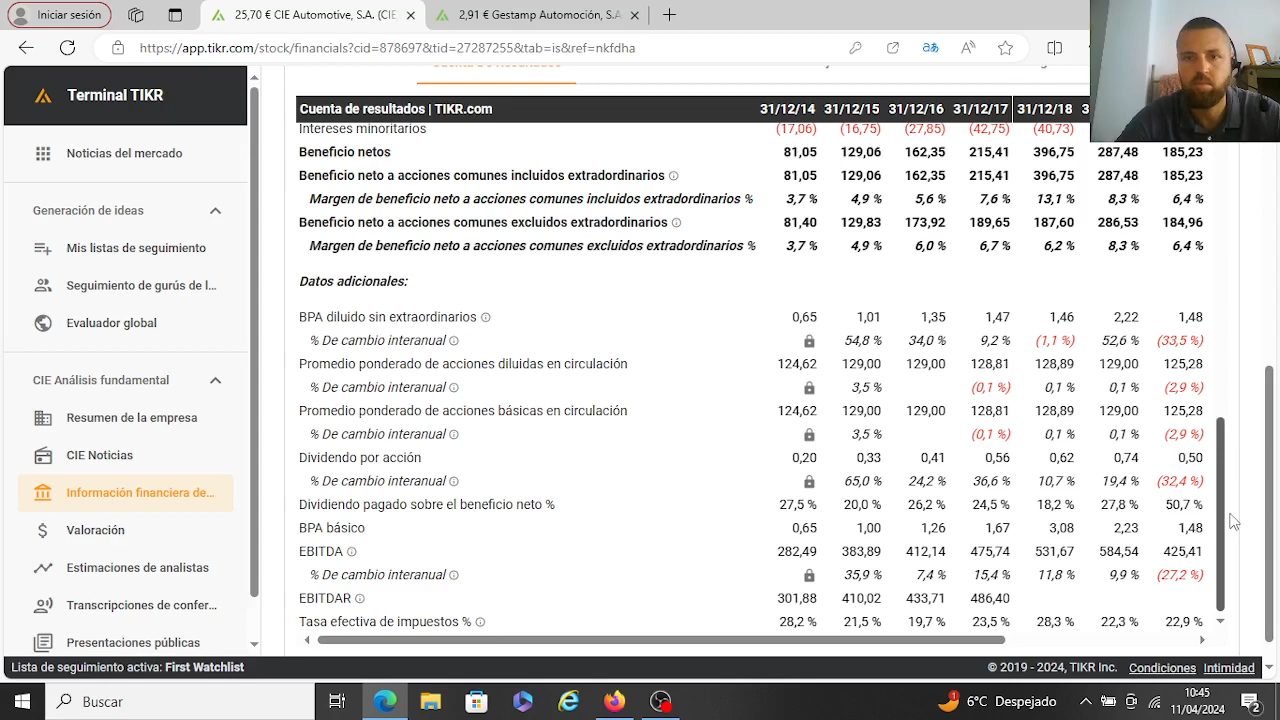 Iniciar sesión
25,70 € CIE Automotive, S.A. (CIE
2,91 € Gestamp Automoción, S.A
https://app.tikr.com/stock/financials?cid=878697&tid=27287255&tab=is&ref=nkfdha
Terminal TIKR
Noticias del mercado
Generación de ideas
Mis listas de seguimiento
Seguimiento de gurús de l...
Evaluador global
CIE Análisis fundamental
Resumen de la empresa
CIE Noticias
Información financiera de...
Valoración
Estimaciones de analistas
Transcripciones de confer...
Presentaciones públicas
Cuenta de resultados | TIKR.com 31/12/14 31/12/15 31/12/16 31/12/17 31/12/18
Intereses minoritarios (17,06) (16,75) (27,85) (42,75) (40,73)
Beneficio netos 81,05 129,06 162,35 215,41 396,75 287,48 185,23
Beneficio neto a acciones comunes incluidos extradordinarios 81,05 129,06 162,35 215,41 396,75 287,48 185,23
Margen de beneficio neto a acciones comunes incluidos extradordinarios % 3,7 % 4,9 % 5,6 % 7,6 % 13,1 % 8,3 % 6,4 %
Beneficio neto a acciones comunes excluidos extradordinarios 81,40 129,83 173,92 189,65 187,60 286,53 184,96
Margen de beneficio neto a acciones comunes excluidos extradordinarios % 3,7 % 4,9 % 6,0 % 6,7 % 6,2 % 8,3 % 6,4 %
Datos adicionales:
BPA diluido sin extraordinarios 0,65 1,01 1,35 1,47 1,46 2,22 1,48
% De cambio interanual 54,8 % 34,0 % 9,2 % (1,1 %) 52,6 % (33,5 %)
Promedio ponderado de acciones diluidas en circulación 124,62 129,00 129,00 128,81 128,89 129,00 125,28
% De cambio interanual 3,5 % (0,1 %) 0,1 % 0,1 % (2,9 %)
Promedio ponderado de acciones básicas en circulación 124,62 129,00 129,00 128,81 128,89 129,00 125,28
% De cambio interanual 3,5 % (0,1 %) 0,1 % 0,1 % (2,9 %)
Dividendo por acción 0,20 0,33 0,41 0,56 0,62 0,74 0,50
% De cambio interanual 65,0 % 24,2 % 36,6 % 10,7 % 19,4 % (32,4 %)
Dividiendo pagado sobre el beneficio neto % 27,5 % 20,0 % 26,2 % 24,5 % 18,2 % 27,8 % 50,7 %
BPA básico 0,65 1,00 1,26 1,67 3,08 2,23 1,48
EBITDA 282,49 383,89 412,14 475,74 531,67 584,54 425,41
% De cambio interanual 35,9 % 7,4 % 15,4 % 11,8 % 9,9 % (27,2 %)
EBITDAR 301,88 410,02 433,71 486,40
Tasa efectiva de impuestos % 28,2 % 21,5 % 19,7 % 23,5 % 28,3 % 22,3 % 22,9 %
Lista de seguimiento activa: First Watchlist
© 2019 - 2024, TIKR Inc. Condiciones Intimidad
Buscar
1
6°C Despejado
10:45
11/04/2024
2